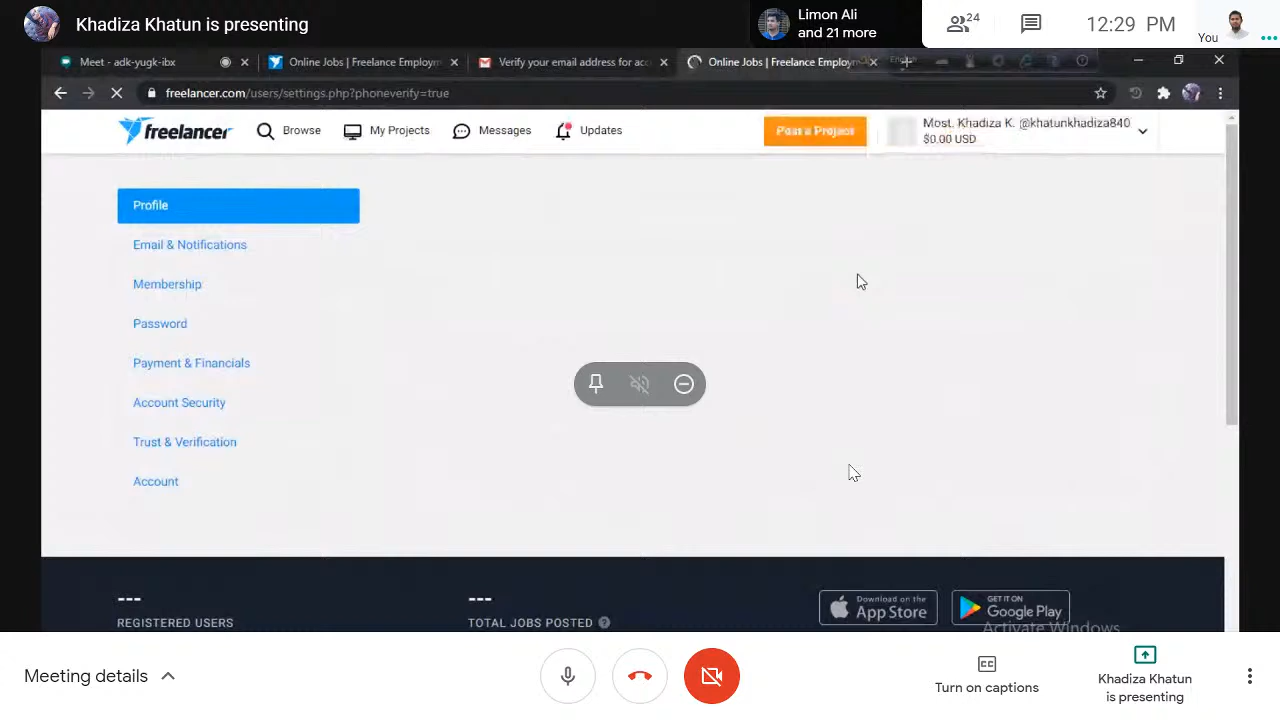 Khadiza Khatun is presenting
Limon Ali
and 21 more
24
12:29 PM
You
Meet - adk-yugk-ibx
Online Jobs | Freelance Employm
Verify your email address for acc
Online Jobs | Freelance Employm
freelancer.com/users/settings.php?phoneverify=true
freelancer
Browse
My Projects
Messages
Updates
Post a Project
Most. Khadiza K. @khatunkhadiza840
$0.00 USD
Profile
Email & Notifications
Membership
Password
Payment & Financials
Account Security
Trust & Verification
Account
---
REGISTERED USERS
---
TOTAL JOBS POSTED
Download on the
App Store
GET IT ON
Google Play
Activate Windows
Meeting details
CC
Turn on captions
Khadiza Khatun
is presenting